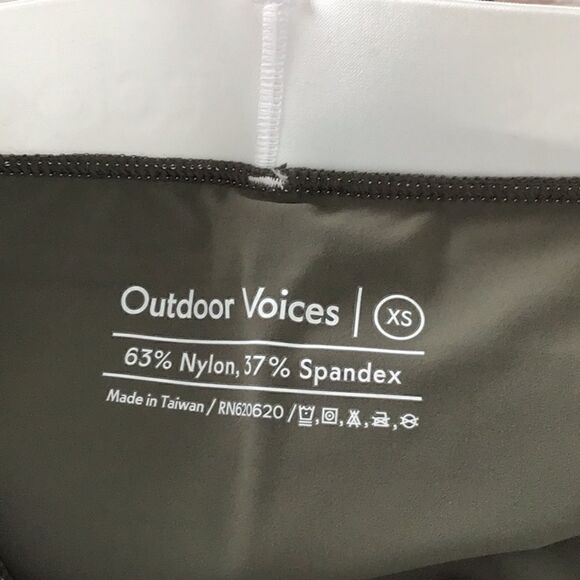 Outdoor Voices | XS
63% Nylon, 37% Spandex
Made in Taiwan / RN620620 /